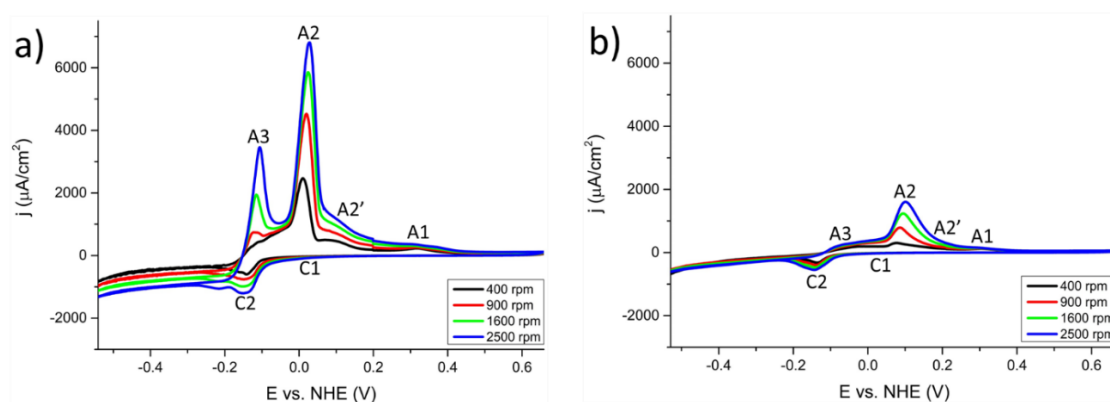 a)
A2
A3
A2'
A1
C1
C2
6000
4000
2000
0
-2000
j (µA/cm²)
-0.4 -0.2 0.0 0.2 0.4 0.6
E vs. NHE (V)
400 rpm
900 rpm
1600 rpm
2500 rpm
b)
A2
A3
A2'
A1
C1
C2
6000
4000
2000
0
-2000
j (µA/cm²)
-0.4 -0.2 0.0 0.2 0.4 0.6
E vs. NHE (V)
400 rpm
900 rpm
1600 rpm
2500 rpm